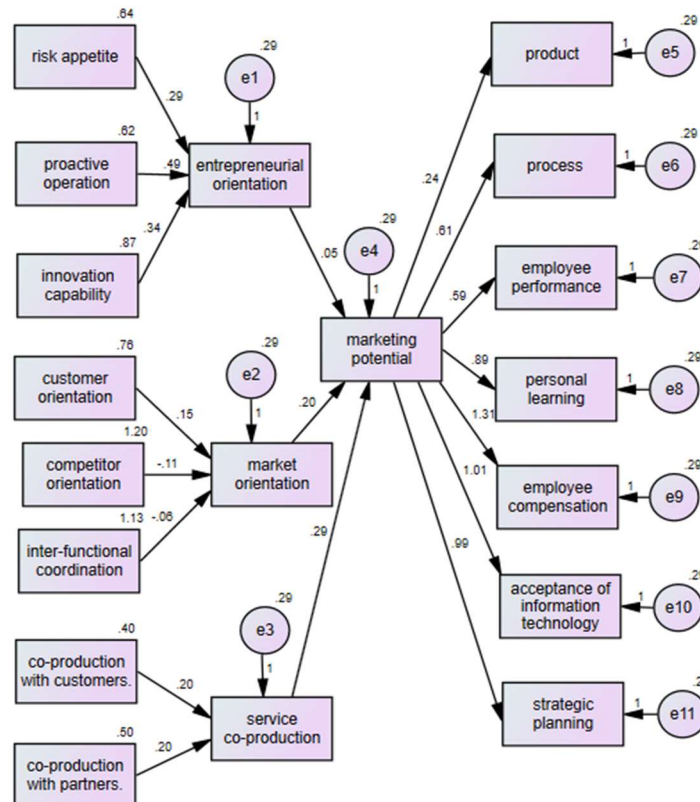 .64
risk appetite
.29
.62
proactive
operation
.49
.87
innovation
capability
.34
.29
e1
1
entrepreneurial
orientation
.05
.76
customer
orientation
.15
1.20
competitor
orientation
-.11
1.13
inter-functional
coordination
-.06
.29
e2
1
market
orientation
.20
.40
co-production
with customers.
.20
.50
co-production
with partners.
.20
.29
e3
1
service
co-production
.29
.29
e4
1
marketing
potential
.24
.61
.59
.89
1.31
1.01
.99
product
1
e5
.29
process
1
e6
.29
employee
performance
1
e7
personal
learning
1
e8
.29
employee
compensation
1
e9
.29
acceptance of
information
technology
1
e10
strategic
planning
1
e11